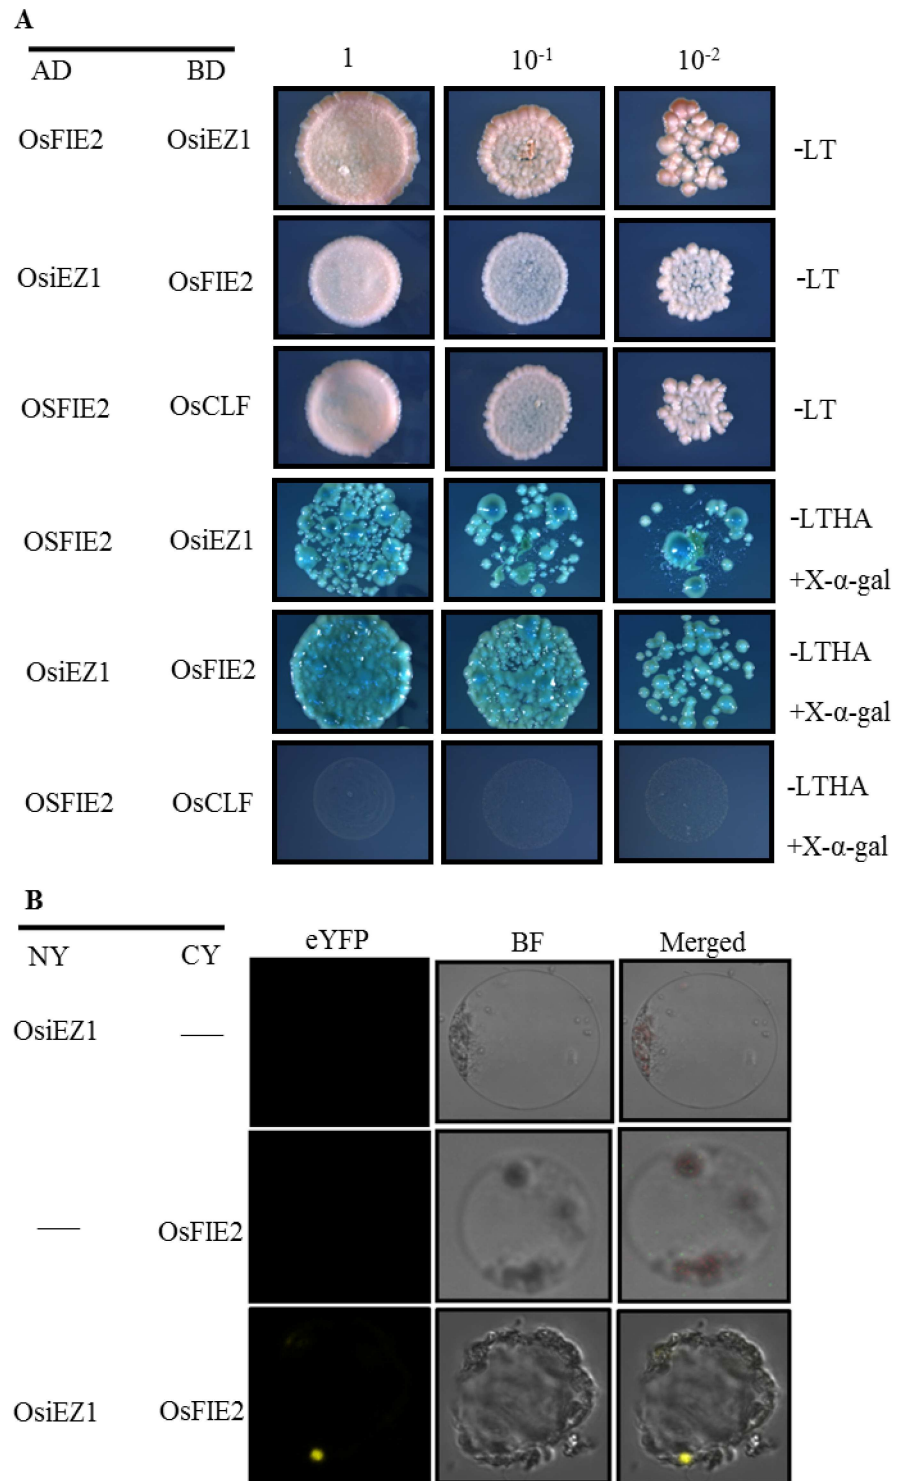 A
AD BD 1 10⁻¹ 10⁻²
OsFIE2 OsiEZ1 -LT
OsiEZ1 OsFIE2 -LT
OSFIE2 OsCLF -LT
OSFIE2 OsiEZ1 -LTHA
+X-α-gal
OsiEZ1 OsFIE2 -LTHA
+X-α-gal
OSFIE2 OsCLF -LTHA
+X-α-gal
B
NY CY eYFP BF Merged
OsiEZ1 —
— OsFIE2
OsiEZ1 OsFIE2